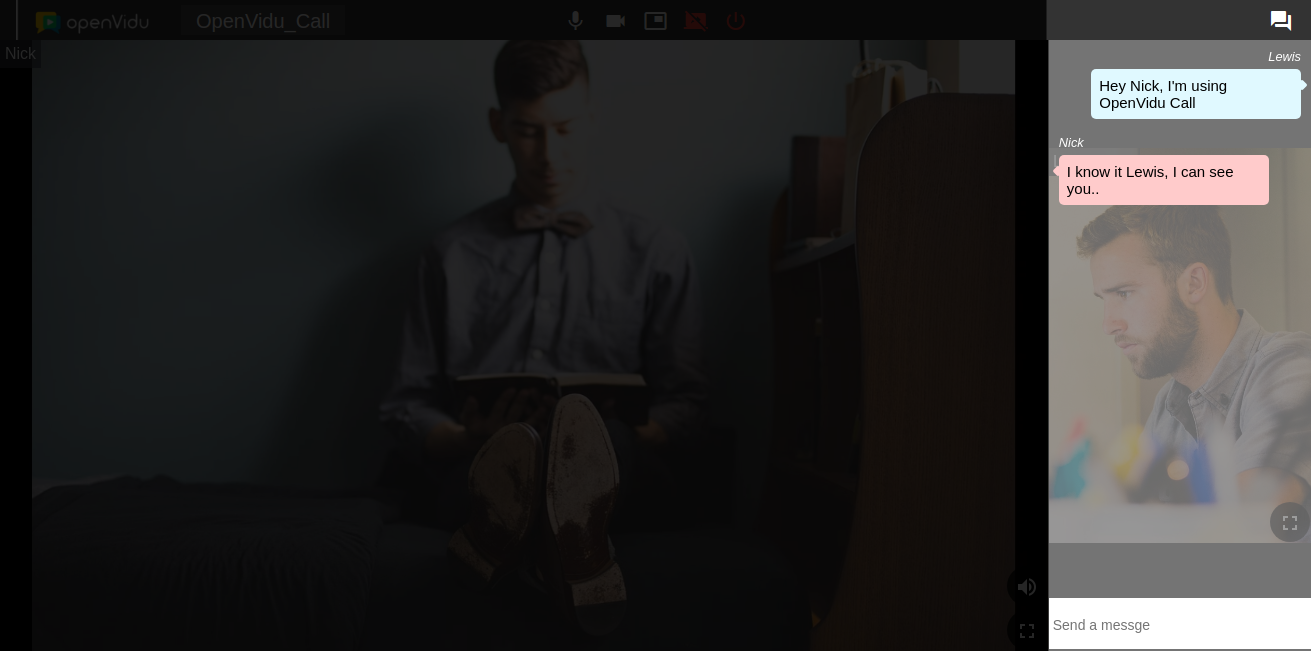 openVidu
OpenVidu_Call
Nick
Lewis
Hey Nick, I'm using
OpenVidu Call
Nick
I know it Lewis, I can see
you..
Send a messge